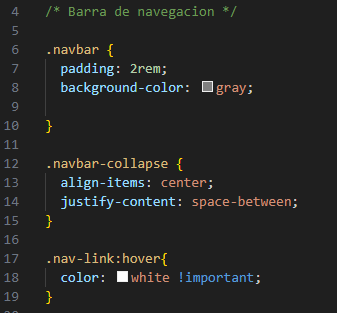 4 /* Barra de navegacion */
5
6 .navbar {
7 padding: 2rem;
8 background-color: gray;
9
10 }
11
12 .navbar-collapse {
13 align-items: center;
14 justify-content: space-between;
15 }
16
17 .nav-link:hover{
18 color: white !important;
19 }